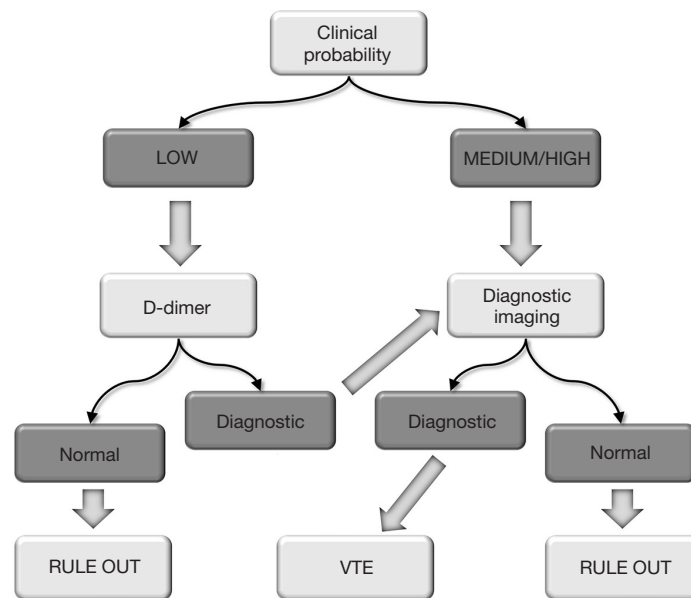 Clinical
probability
LOW
MEDIUM/HIGH
D-dimer
Diagnostic
imaging
Diagnostic
Diagnostic
Normal
Normal
RULE OUT
VTE
RULE OUT